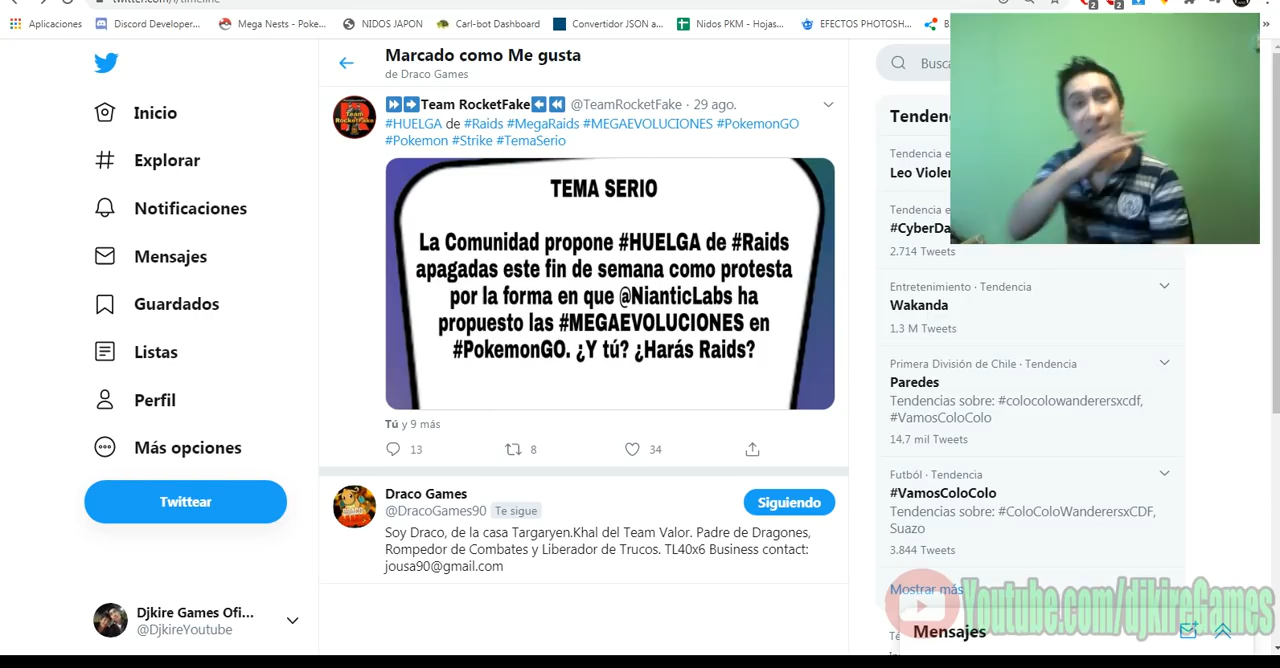 Aplicaciones
Discord Developer...
Mega Nests - Poke...
NIDOS JAPON
Carl-bot Dashboard
Convertidor JSON a...
Nidos PKM - Hojas...
EFECTOS PHOTOSH...
Inicio
Explorar
Notificaciones
Mensajes
Guardados
Listas
Perfil
Más opciones
Twittear
Djkire Games Ofi...
@DjkireYoutube
Marcado como Me gusta
de Draco Games
Team RocketFake @TeamRocketFake · 29 ago.
#HUELGA de #Raids #MegaRaids #MEGAEVOLUCIONES #PokemonGO
#Pokemon #Strike #TemaSerio
TEMA SERIO
La Comunidad propone #HUELGA de #Raids
apagadas este fin de semana como protesta
por la forma en que @NianticLabs ha
propuesto las #MEGAEVOLUCIONES en
#PokemonGO. ¿Y tú? ¿Harás Raids?
Tú y 9 más
13 8 34
Draco Games
@DracoGames90 Te sigue
Siguiendo
Soy Draco, de la casa Targaryen.Khal del Team Valor. Padre de Dragones,
Rompedor de Combates y Liberador de Trucos. TL40x6 Business contact:
jousa90@gmail.com
2.714 Tweets
Entretenimiento · Tendencia
Wakanda
1,3 M Tweets
Primera División de Chile · Tendencia
Paredes
Tendencias sobre: #colocolowanderersxcdf,
#VamosColoColo
14,7 mil Tweets
Futból · Tendencia
#VamosColoColo
Tendencias sobre: #ColoColoWanderersxCDF,
Suazo
3.844 Tweets
Mostrar más
Youtube.com/djkireGames
Mensajes